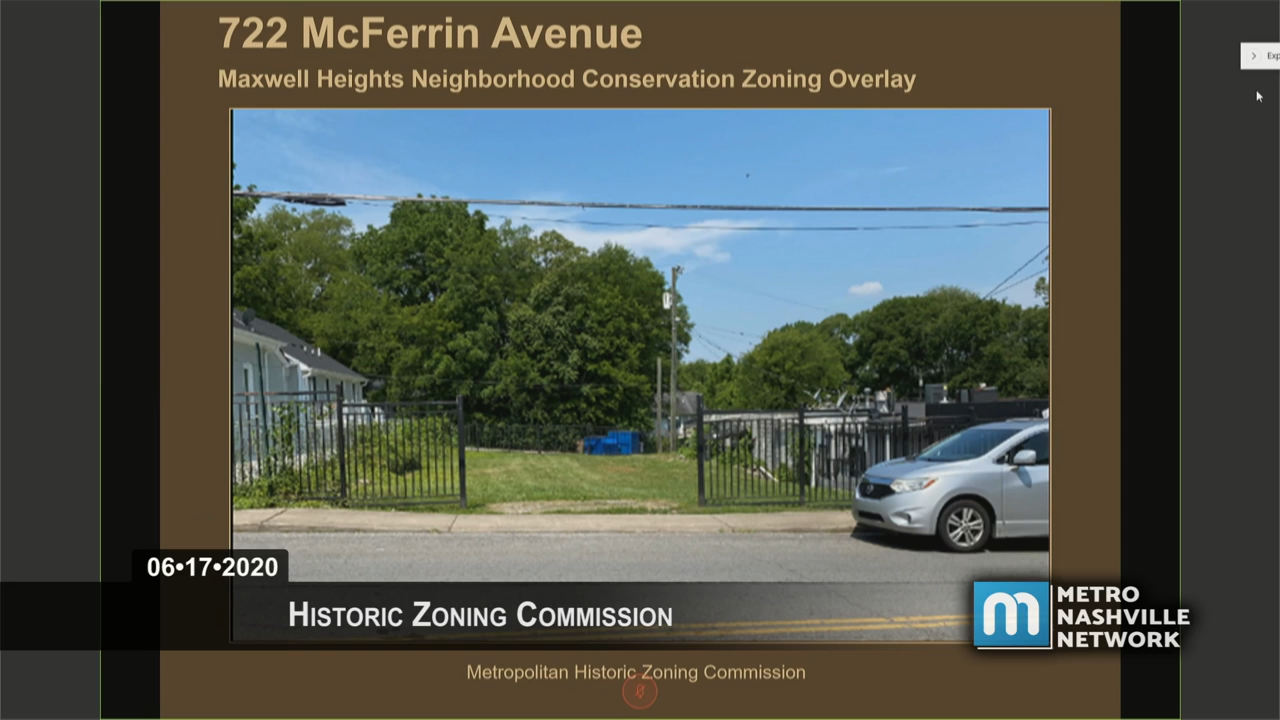 722 McFerrin Avenue
Maxwell Heights Neighborhood Conservation Zoning Overlay
Exp
06•17•2020
HISTORIC ZONING COMMISSION
METRO
NASHVILLE
NETWORK
Metropolitan Historic Zoning Commission